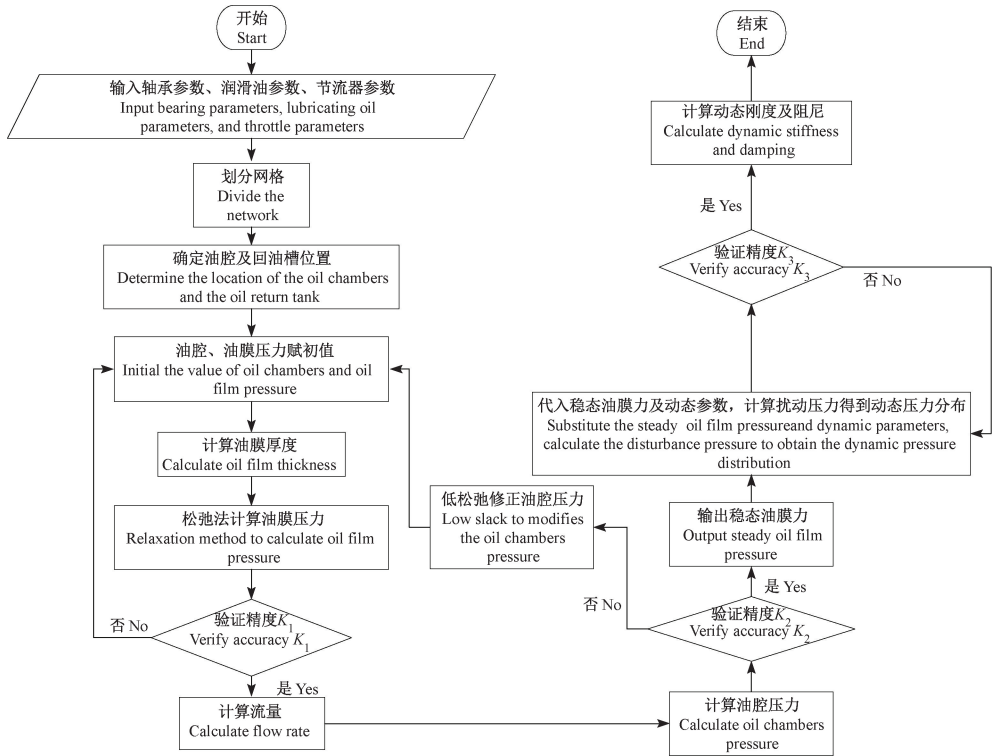 开始
Start
输入轴承参数、润滑油参数、节流器参数
Input bearing parameters, lubricating oil
parameters, and throttle parameters
划分网格
Divide the
network
确定油腔及回油槽位置
Determine the location of the oil chambers
and the oil return tank
油腔、油膜压力赋初值
Initial the value of oil chambers and oil
film pressure
计算油膜厚度
Calculate oil film thickness
松弛法计算油膜压力
Relaxation method to calculate oil film
pressure
否 No
验证精度K1
Verify accuracy K1
是 Yes
计算流量
Calculate flow rate
低松弛修正油腔压力
Low slack to modifies
the oil chambers
pressure
否 No
计算油腔压力
Calculate oil chambers
pressure
验证精度K2
Verify accuracy K2
是 Yes
输出稳态油膜力
Output steady oil film
pressure
代入稳态油膜力及动态参数，计算扰动压力得到动态压力分布
Substitute the steady oil film pressureand dynamic parameters,
calculate the disturbance pressure to obtain the dynamic pressure
distribution
验证精度K3
Verify accuracy K3
否 No
是 Yes
计算动态刚度及阻尼
Calculate dynamic stiffness
and damping
结束
End